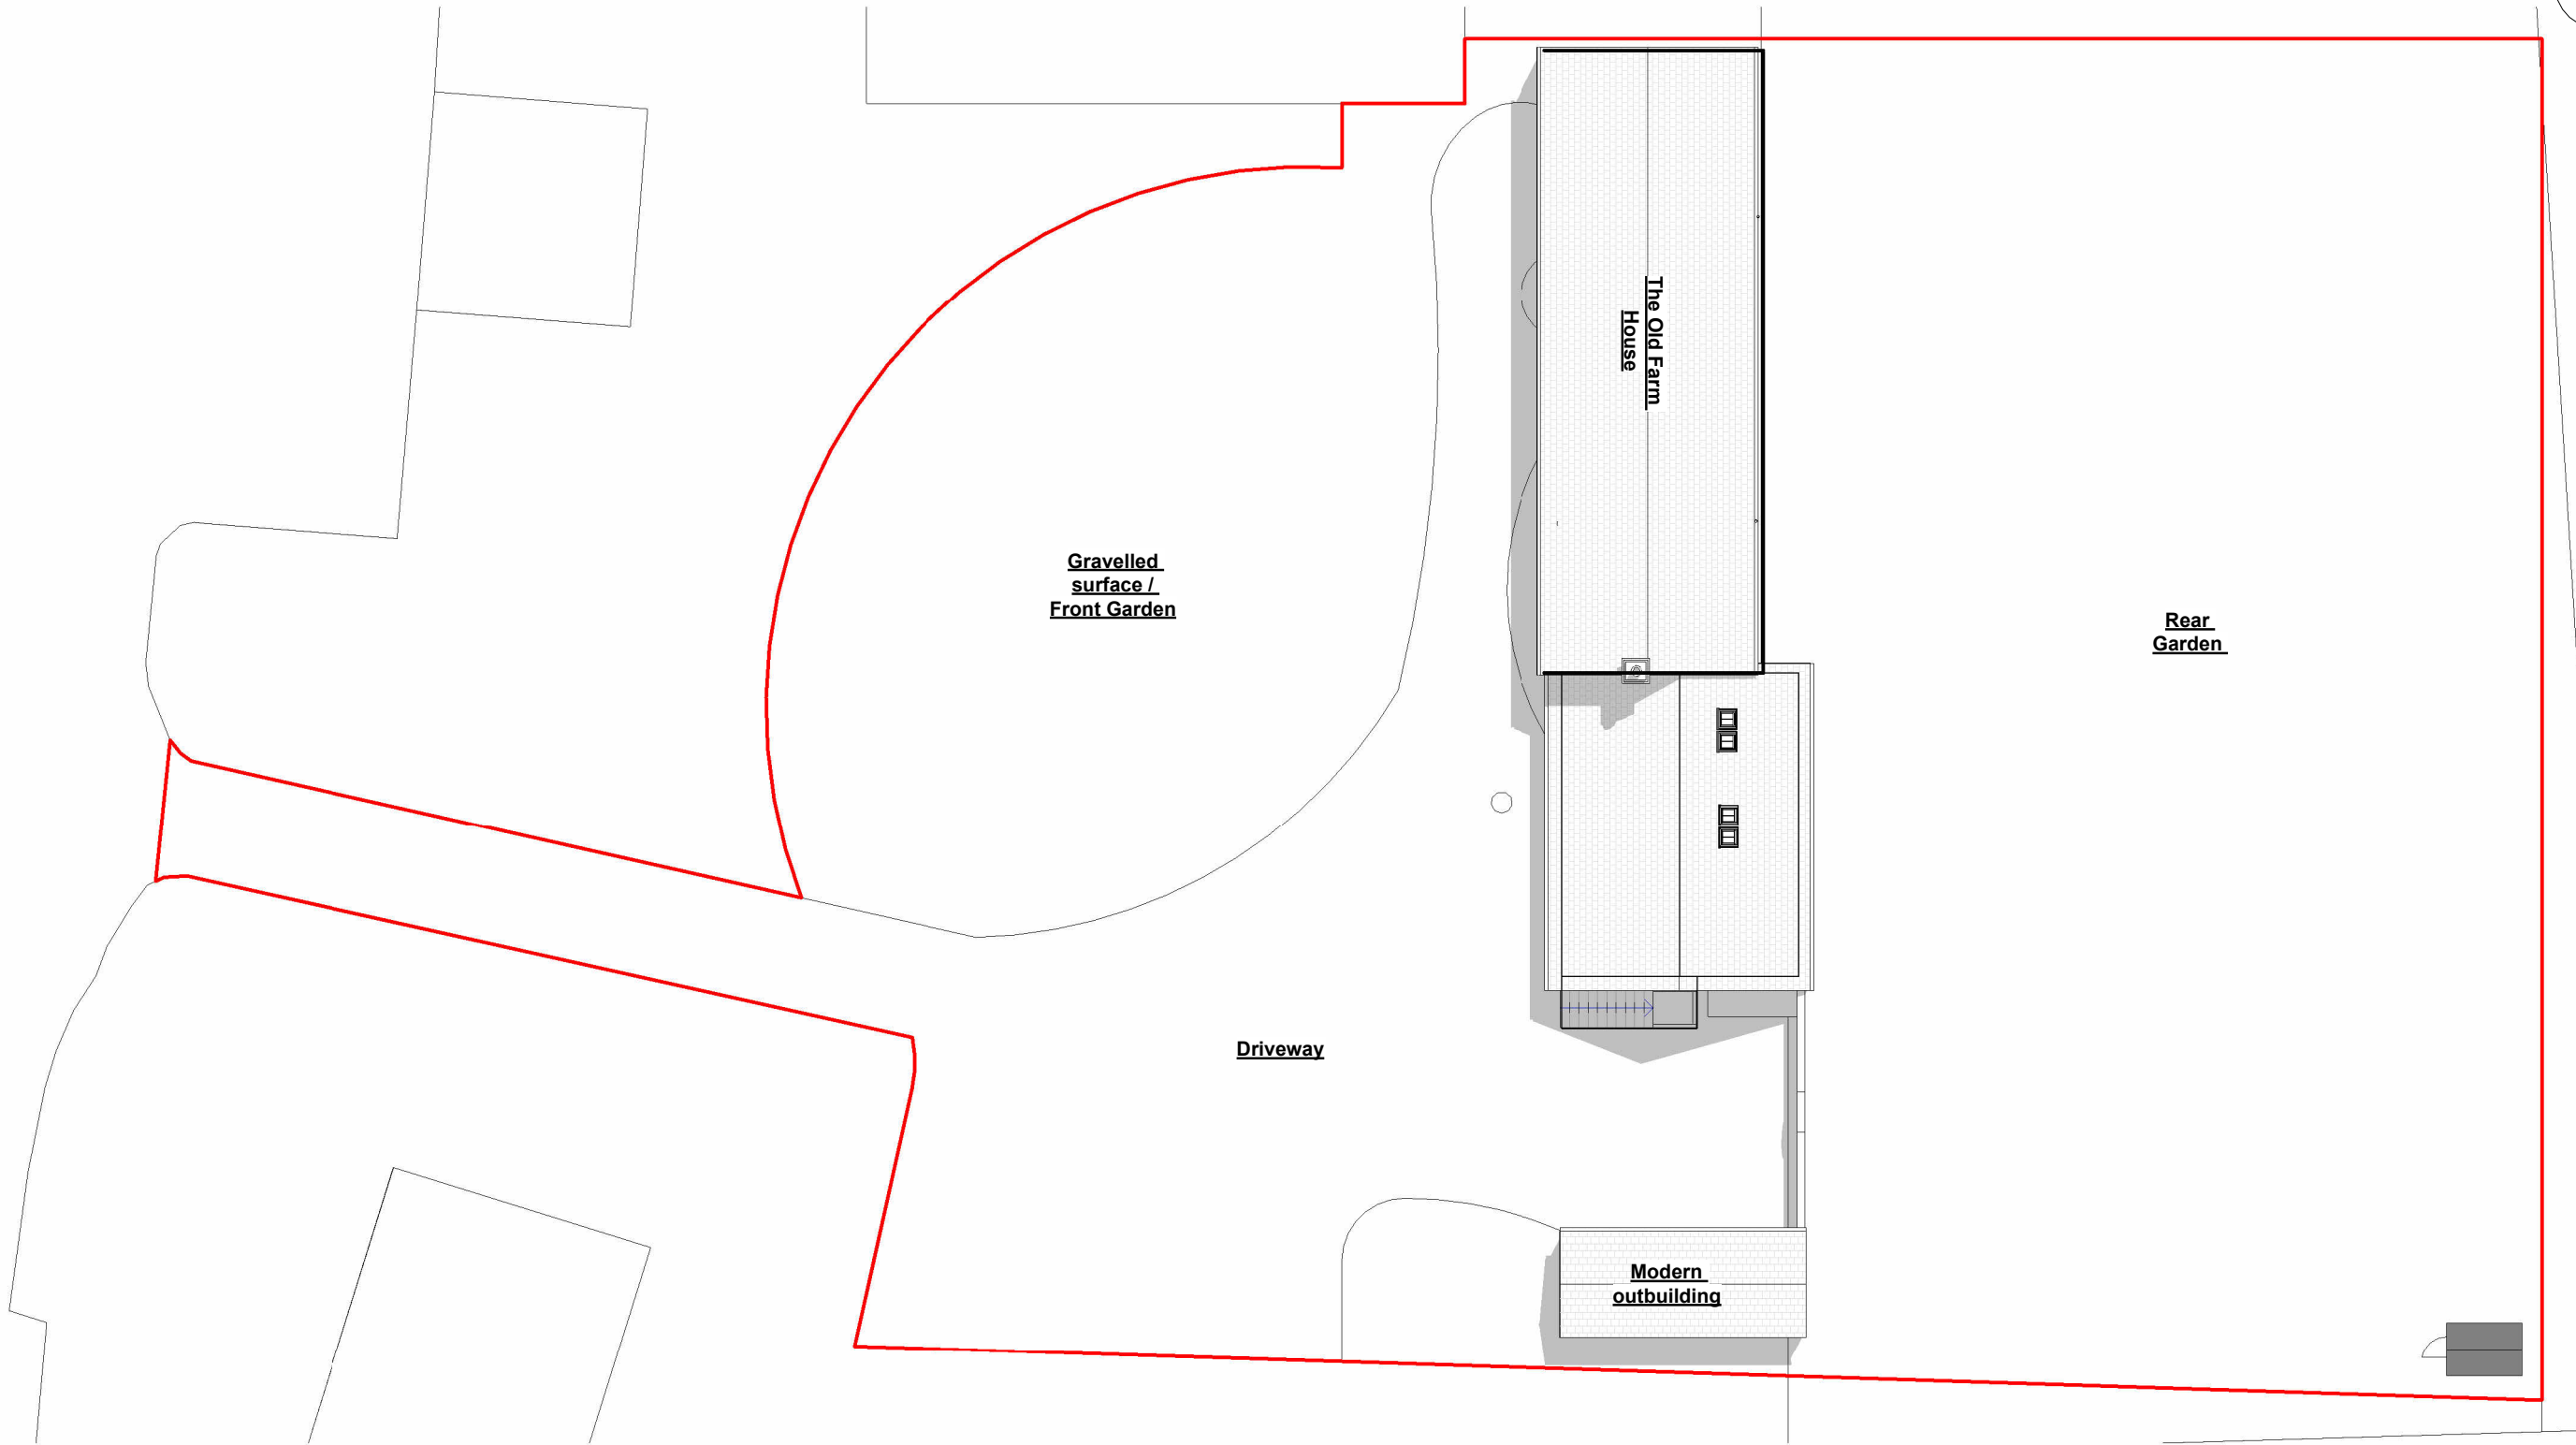 The Old Farm
House
Gravelled
surface /
Front Garden
Rear
Garden
Driveway
Modern
outbuilding